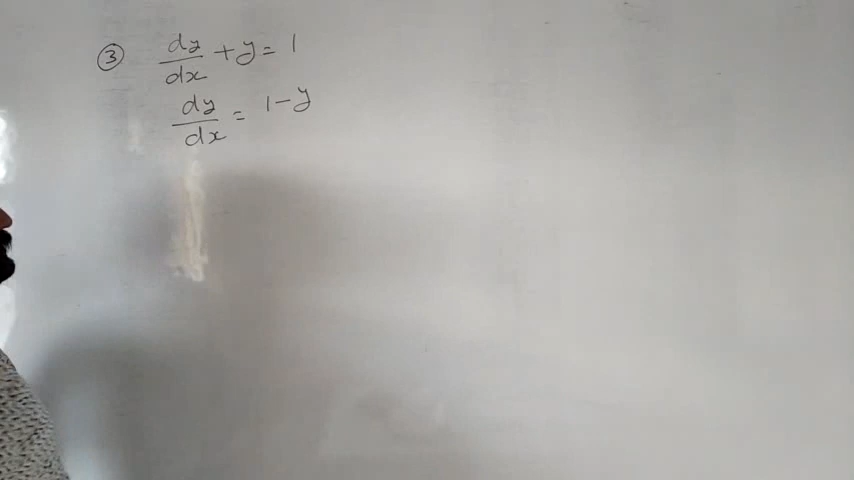 ③ dy/dx + y = 1
dy/dx = 1 - y